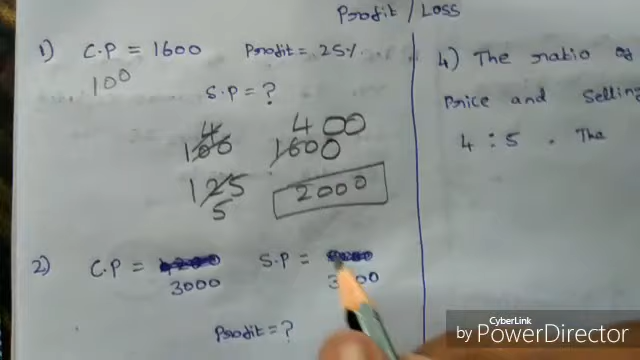 Profit / Loss
1) C.P = 1600 Profit = 25%.
100
S.P = ?
4 400
100 1600
125 2000
5
2) C.P = S.P =
3000
Profit = ?
4) The ratio of
Price and Selling
4 : 5 . The
CyberLink
by PowerDirector